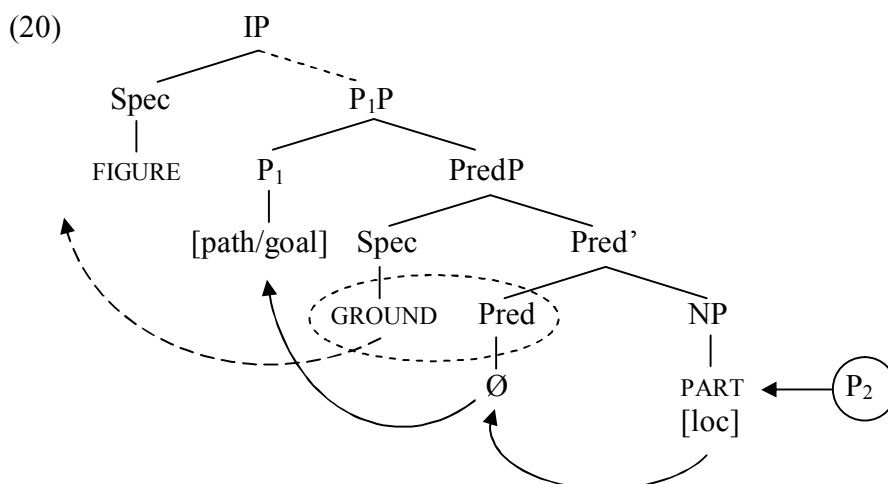 (20) IP
Spec P₁P
FIGURE P₁ PredP
[path/goal] Spec Pred’
GROUND Pred NP
Ø PART P₂
[loc]